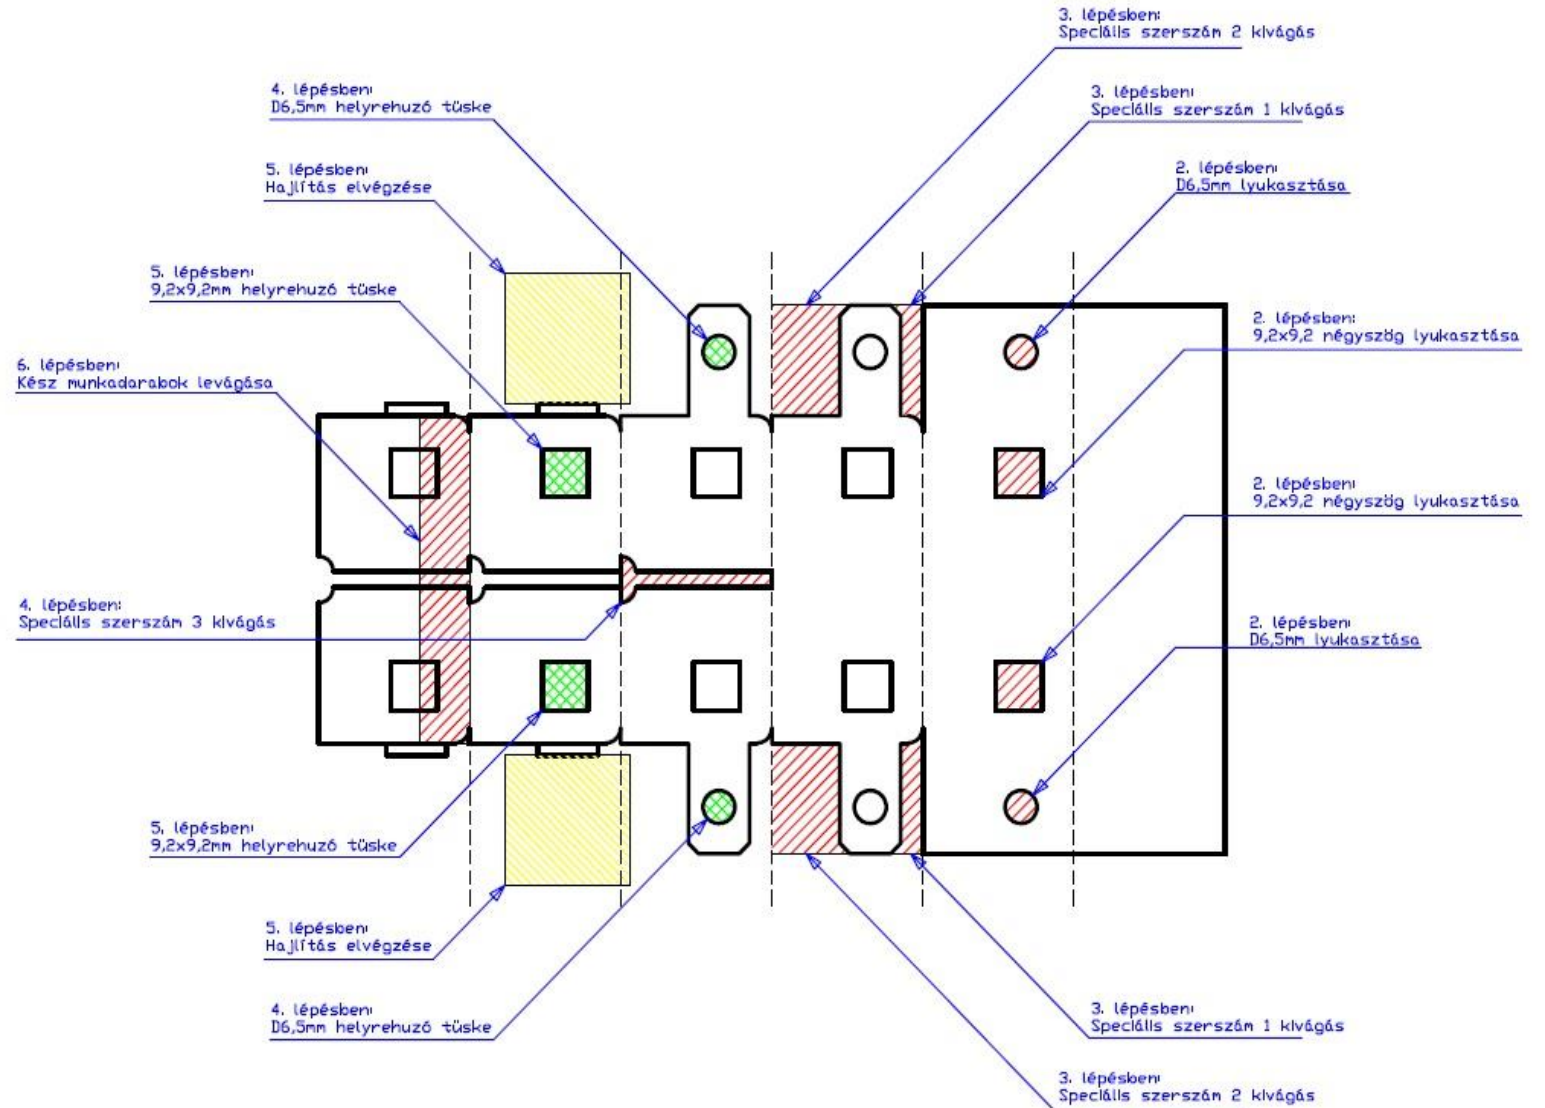 3. lépésben:
Speciális szerszám 2 kivágás
4. lépésben:
D6,5mm helyrehuzó tüske
3. lépésben:
Speciális szerszám 1 kivágás
5. lépésben:
Hajlítás elvégzése
2. lépésben:
D6,5mm lyukasztása
5. lépésben:
9,2x9,2mm helyrehuzó tüske
2. lépésben:
9,2x9,2 négyszög lyukasztása
6. lépésben:
Kész munkadarabok levágása
2. lépésben:
9,2x9,2 négyszög lyukasztása
4. lépésben:
Speciális szerszám 3 kivágás
2. lépésben:
D6,5mm lyukasztása
5. lépésben:
9,2x9,2mm helyrehuzó tüske
5. lépésben:
Hajlítás elvégzése
4. lépésben:
D6,5mm helyrehuzó tüske
3. lépésben:
Speciális szerszám 1 kivágás
3. lépésben:
Speciális szerszám 2 kivágás